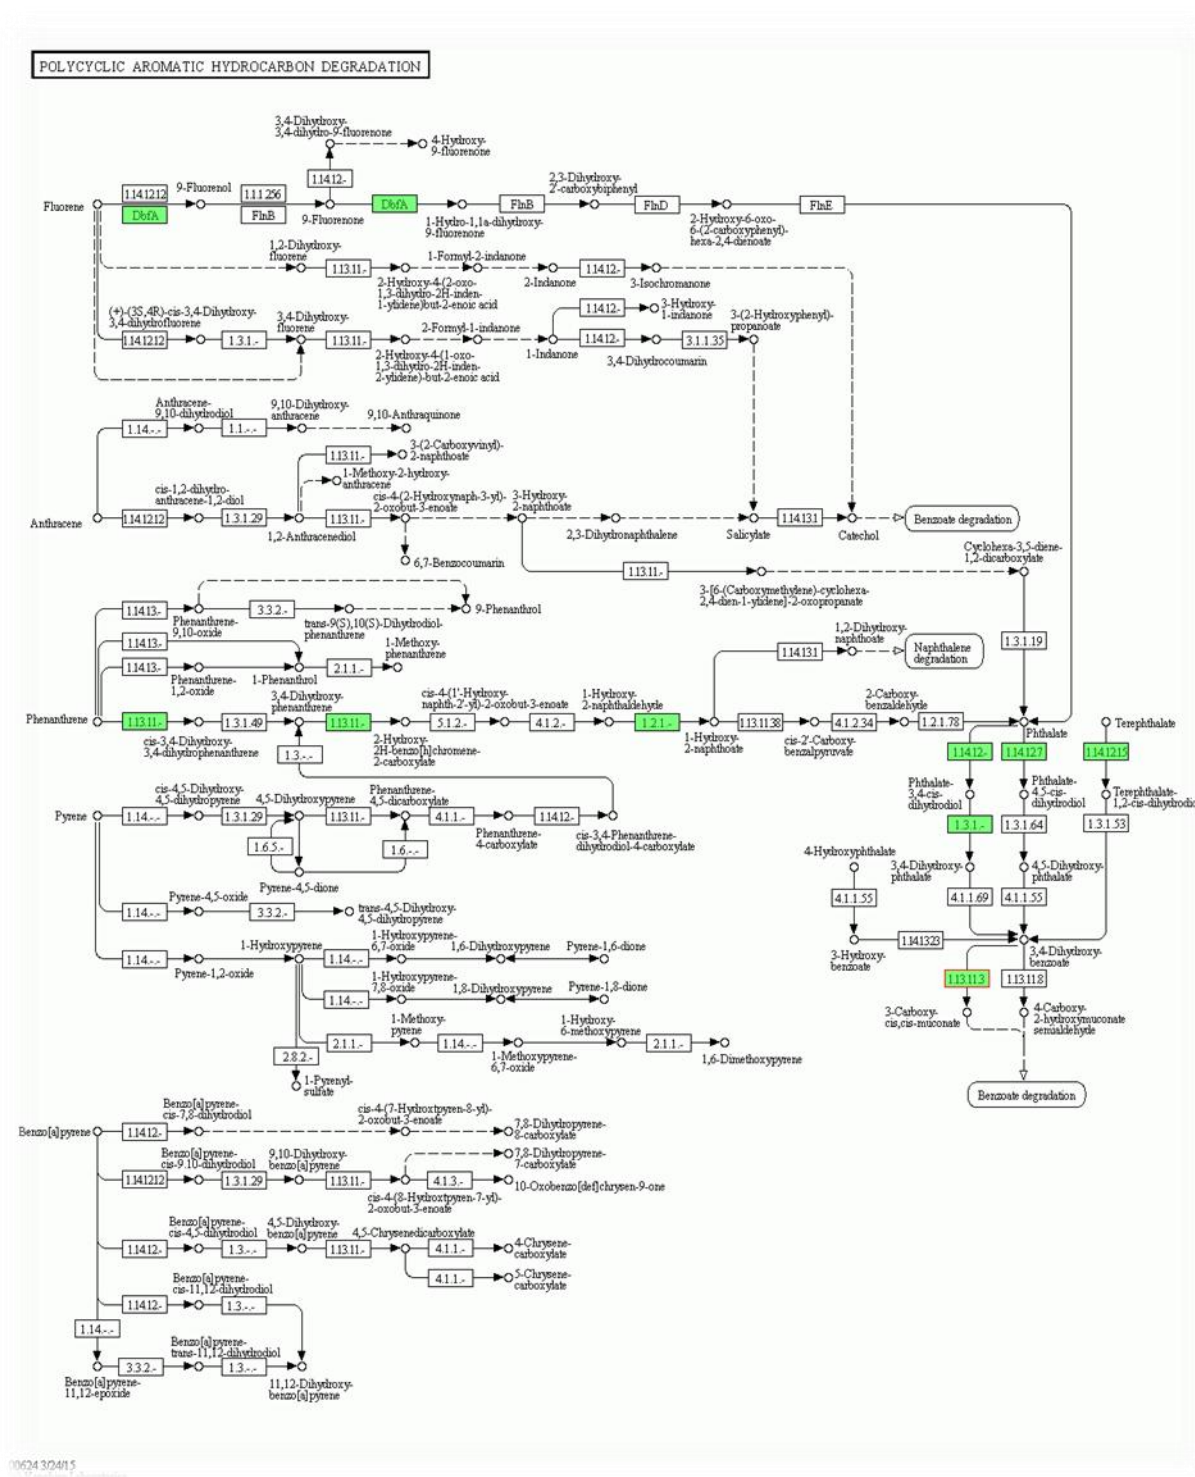 POLYCYCLIC AROMATIC HYDROCARBON DEGRADATION
3,4-Dihydroxy-
3,4-dihydro-9-fluorenone
4-Hydroxy-
9-fluorenone
1.14.12.-
Fluorene
1.14.12.12
DbfA
9-Fluorenol
1.1.1.256
FlnB
9-Fluorenone
DbfA
1-Hydro-1,1a-dihydroxy-
9-fluorenone
FlnB
2,3-Dihydroxy-
2'-carboxybiphenyl
FlnD
2-Hydroxy-6-oxo-
6-(2-carboxyphenyl)-
hexa-2,4-dienoate
FlnE
1,2-Dihydroxy-
fluorene
1.13.11.-
2-Hydroxy-4-(2-oxo-
1,3-dihydro-2H-inden-
1-ylidene)but-2-enoic acid
1-Formyl-2-indanone
2-Indanone
1.14.12.-
3-Isochromanone
(+)-(3S,4R)-cis-3,4-Dihydroxy-
3,4-dihydrofluorene
1.14.12.12
1.3.1.-
3,4-Dihydroxy-
fluorene
1.13.11.-
2-Hydroxy-4-(1-oxo-
1,3-dihydro-2H-inden-
2-ylidene)-but-2-enoic acid
2-Formyl-1-indanone
1-Indanone
1.14.12.-
3-Hydroxy-
1-indanone
1.14.12.-
3,4-Dihydrocoumarin
3.1.1.35
3-(2-Hydroxyphenyl)-
propanoate
Anthracene-
9,10-dihydrodiol
1.14.-.-
1.1.-.-
9,10-Dihydroxy-
anthracene
9,10-Anthraquinone
1.13.11.-
3-(2-Carboxyvinyl)-
2-naphthoate
1-Methoxy-2-hydroxy-
anthracene
Anthracene
1.14.12.12
cis-1,2-dihydro-
anthracene-1,2-diol
1.3.1.29
1,2-Anthracenediol
1.13.11.-
cis-4-(2-Hydroxynaph-3-yl)-
2-oxobut-3-enoate
6,7-Benzocoumarin
3-Hydroxy-
2-naphthoate
2,3-Dihydronaphthalene
Salicylate
1.14.13.1
Catechol
Benzoate degradation
1.13.11.-
3-[6-(Carboxymethylene)-cyclohexa-
2,4-dien-1-ylidene]-2-oxopropanate
Cyclohexa-3,5-diene-
1,2-dicarboxylate
1.3.1.19
1.14.13.-
Phenanthrene-
9,10-oxide
3.3.2.-
trans-9(S),10(S)-Dihydrodiol-
phenanthrene
9-Phenanthrol
1.14.13.-
1.14.13.-
Phenanthrene-
1,2-oxide
1-Phenanthrol
2.1.1.-
1-Methoxy-
phenanthrene
1.14.13.1
1,2-Dihydroxy-
naphthoate
Naphthalene
degradation
Phenanthrene
1.13.11.-
cis-3,4-Dihydroxy-
3,4-dihydrophenanthrene
1.3.1.49
3,4-Dihydroxy-
phenanthrene
1.13.11.-
2-Hydroxy-
2H-benzo[h]chromene-
2-carboxylate
5.1.2.-
cis-4-(1'-Hydroxy-
naphth-2'-yl)-2-oxobut-3-enoate
4.1.2.-
1-Hydroxy-
2-naphthaldehyde
1.2.1.-
1-Hydroxy-
2-naphthoate
1.13.11.38
cis-2'-Carboxy-
benzalpyruvate
4.1.2.34
2-Carboxy-
benzaldehyde
1.2.1.78
Phthalate
Terephthalate
1.3.-.-
1.14.12.-
1.14.12.7
1.14.12.15
Pyrene
1.14.-.-
cis-4,5-Dihydroxy-
4,5-dihydropyrene
1.3.1.29
4,5-Dihydroxypyrene
1.13.11.-
Phenanthrene-
4,5-dicarboxylate
4.1.1.-
Phenanthrene-
4-carboxylate
1.14.12.-
cis-3,4-Phenanthrene-
dihydrodiol-4-carboxylate
1.6.5.-
1.6.-.-
Pyrene-4,5-dione
Phthalate-
3,4-cis-
dihydrodiol
Phthalate-
4,5-cis-
dihydrodiol
Terephthalate-
1,2-cis-dihydrodio
1.3.1.-
1.3.1.64
1.3.1.53
4-Hydroxyphthalate
3,4-Dihydroxy-
phthalate
4,5-Dihydroxy-
phthalate
4.1.1.55
4.1.1.69
4.1.1.55
1.14.-.-
Pyrene-4,5-oxide
3.3.2.-
trans-4,5-Dihydroxy-
4,5-dihydropyrene
3-Hydroxy-
benzoate
1.14.13.23
3,4-Dihydroxy-
benzoate
1.14.-.-
Pyrene-1,2-oxide
1-Hydroxypyrene
1.14.-.-
1-Hydroxypyrene-
6,7-oxide
1,6-Dihydroxypyrene
Pyrene-1,6-dione
1.14.-.-
1-Hydroxypyrene-
7,8-oxide
1,8-Dihydroxypyrene
Pyrene-1,8-dione
1.13.11.3
1.13.11.8
3-Carboxy-
cis,cis-muconate
4-Carboxy-
2-hydroxymuconate
semialdehyde
2.1.1.-
1-Methoxy-
pyrene
1.14.-.-
1-Methoxypyrene-
6,7-oxide
1-Hydroxy-
6-methoxypyrene
2.1.1.-
1,6-Dimethoxypyrene
2.8.2.-
1-Pyrenyl-
sulfate
Benzoate degradation
Benzo[a]pyrene
1.14.12.-
Benzo[a]pyrene-
cis-7,8-dihydrodiol
cis-4-(7-Hydroxtpyren-8-yl)-
2-oxobut-3-enoate
7,8-Dihydropyrene-
8-carboxylate
1.14.12.12
Benzo[a]pyrene-
cis-9.10-dihydrodiol
1.3.1.29
9,10-Dihydroxy-
benzo[a]pyrene
1.13.11.-
cis-4-(8-Hydroxtpyren-7-yl)-
2-oxobut-3-enoate
7,8-Dihydropyrene-
7-carboxylate
4.1.3.-
10-Oxobenzo[def]chrysen-9-one
1.14.12.-
Benzo[a]pyrene-
cis-4,5-dihydrodiol
1.3.-.-
4,5-Dihydroxy-
benzo[a]pyrene
1.13.11.-
4,5-Chrysenedicarboxylate
4.1.1.-
4-Chrysene-
carboxylate
4.1.1.-
5-Chrysene-
carboxylate
1.14.12.-
Benzo[a]pyrene-
cis-11,12-dihydrodiol
1.3.-.-
1.14.-.-
Benzo[a]pyrene-
11,12-epoxide
3.3.2.-
Benzo[a]pyrene-
trans-11,12-dihydrodiol
1.3.-.-
11,12-Dihydroxy-
benzo[a]pyrene
00624 3/24/15